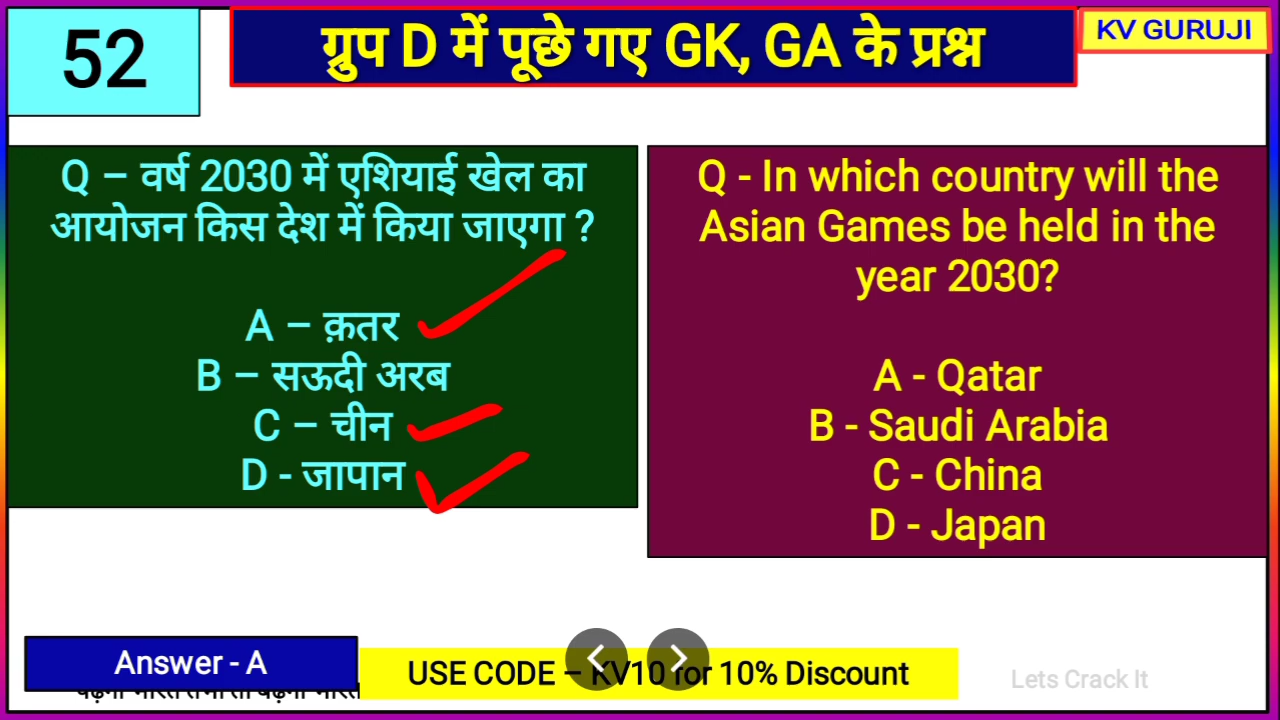 52
ग्रुप D में पूछे गए GK, GA के प्रश्न
KV GURUJI
Q – वर्ष 2030 में एशियाई खेल का
आयोजन किस देश में किया जाएगा ?
A – क़तर
B – सऊदी अरब
C – चीन
D - जापान
Q - In which country will the
Asian Games be held in the
year 2030?
A - Qatar
B - Saudi Arabia
C - China
D - Japan
Answer - A
USE CODE – KV10 for 10% Discount
Lets Crack It